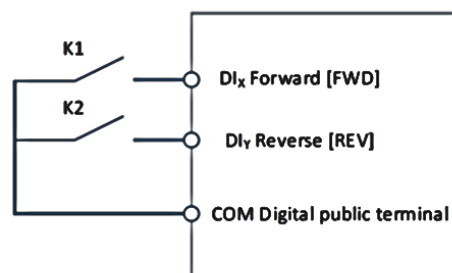 K1
DIX Forward [FWD]
K2
DIY Reverse [REV]
COM Digital public terminal